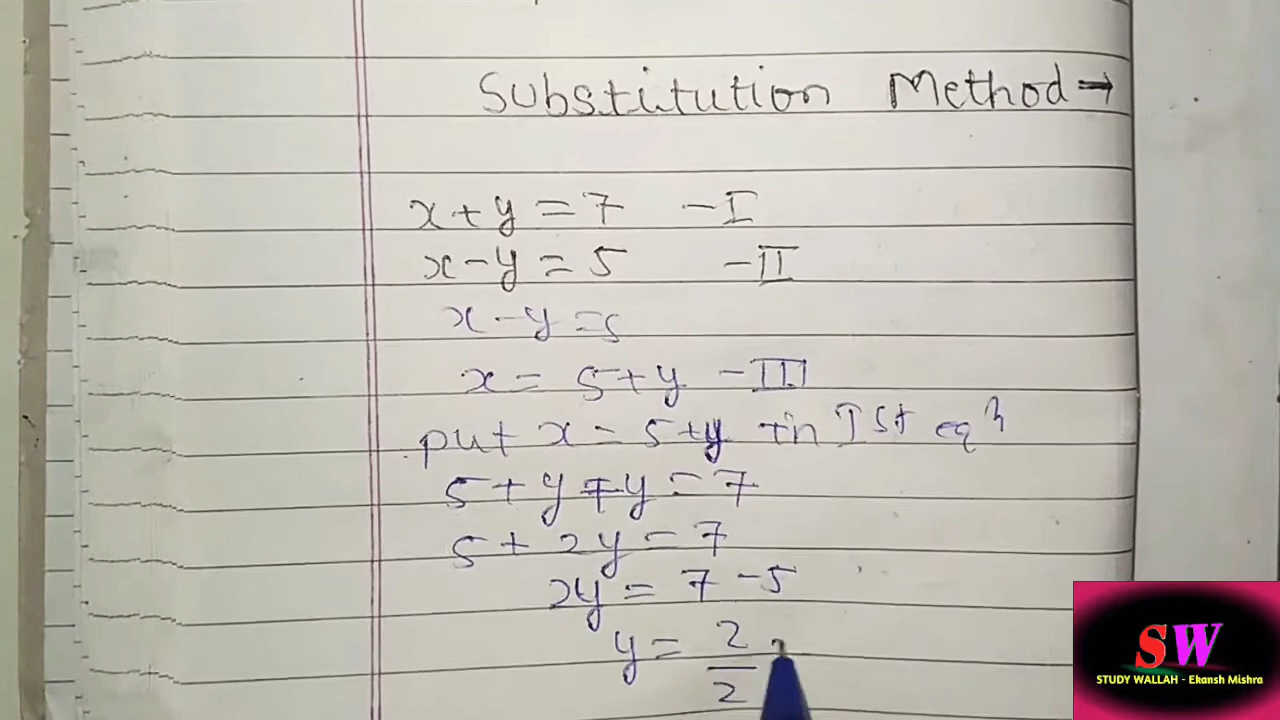 Substitution Method →
x + y = 7 - I
x - y = 5 - II
x - y = 5
x = 5 + y - III
put x = 5 + y in Ist eqn
5 + y + y = 7
5 + 2y = 7
2y = 7 - 5
y = 2/2
SW
STUDY WALLAH - Ekansh Mishra